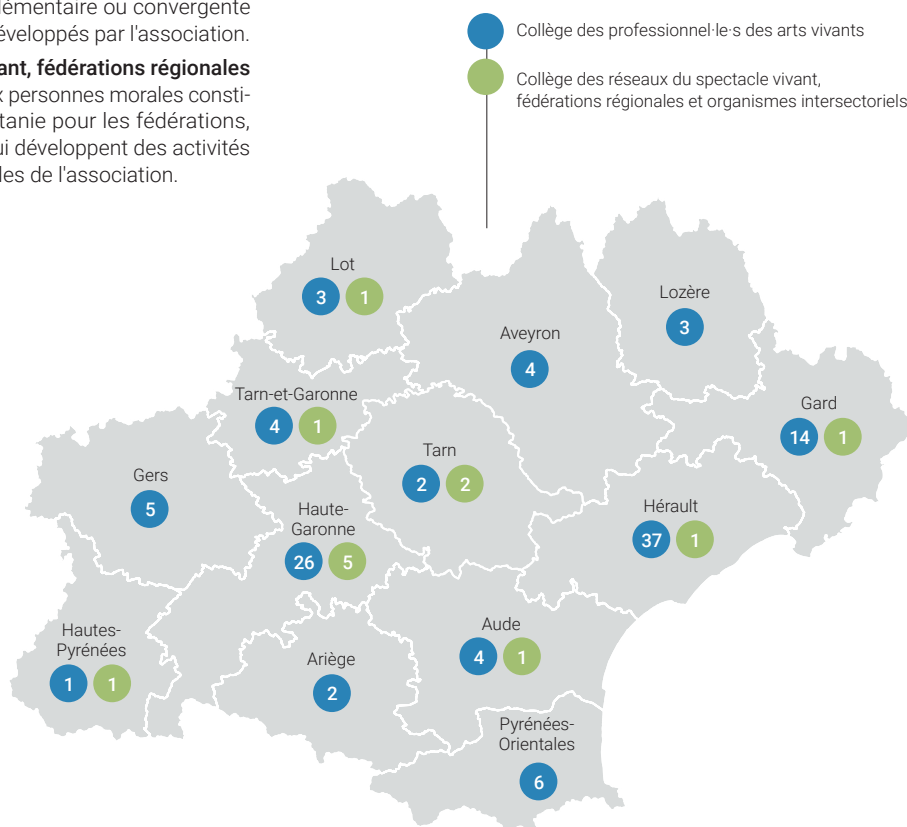 lémentaire ou convergente
éveloppés par l'association.
ant, fédérations régionales
x personnes morales consti-
tanie pour les fédérations,
ui développent des activités
les de l'association.
Collège des professionnel·le·s des arts vivants
Collège des réseaux du spectacle vivant,
fédérations régionales et organismes intersectoriels
Lot
3 1
Lozère
3
Aveyron
4
Tarn-et-Garonne
4 1
Gard
14 1
Tarn
2 2
Gers
5
Haute-
Garonne
26 5
Hérault
37 1
Hautes-
Pyrénées
1 1
Ariège
2
Aude
4 1
Pyrénées-
Orientales
6